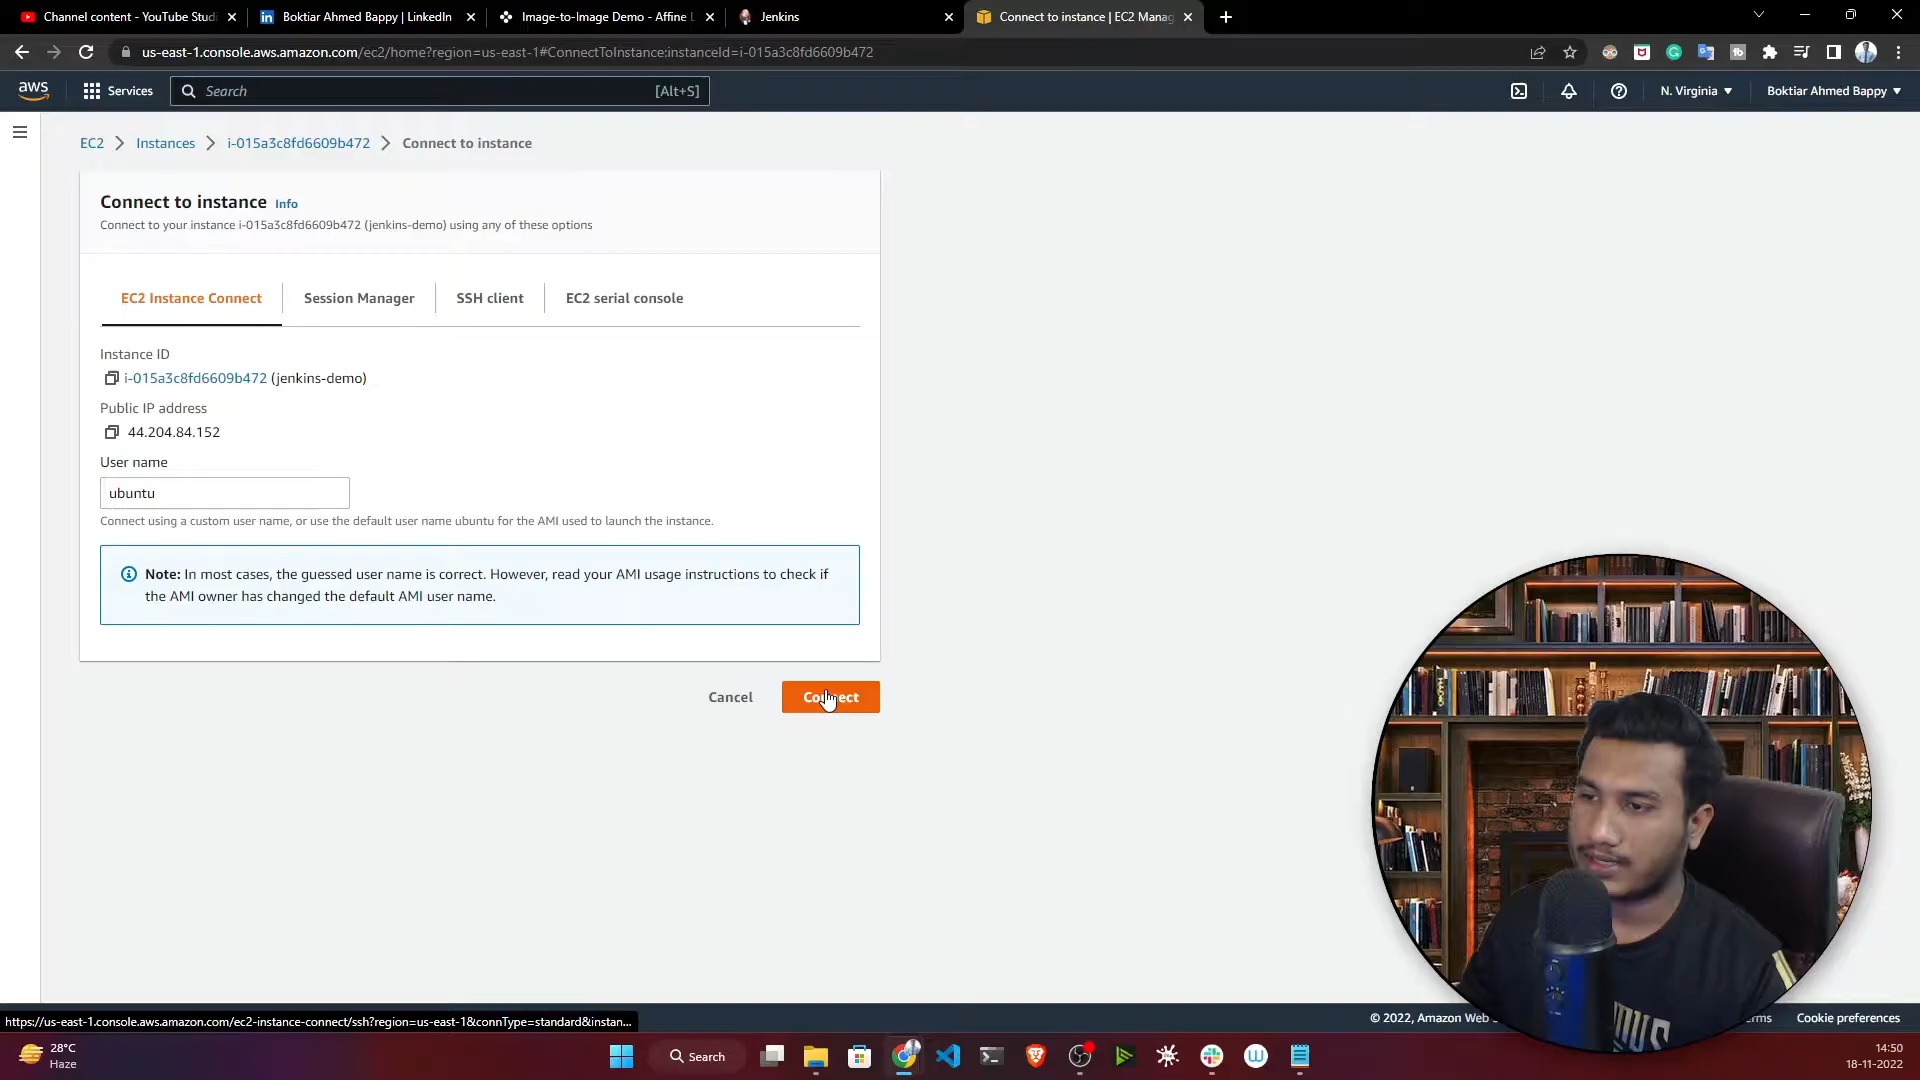 Channel content - YouTube Studi
Boktiar Ahmed Bappy | LinkedIn
Image-to-Image Demo - Affine L
Jenkins
Connect to instance | EC2 Manag
us-east-1.console.aws.amazon.com/ec2/home?region=us-east-1#ConnectToInstance:instanceId=i-015a3c8fd6609b472
aws
Services
Search
[Alt+S]
N. Virginia
Boktiar Ahmed Bappy
EC2 > Instances > i-015a3c8fd6609b472 > Connect to instance
Connect to instance Info
Connect to your instance i-015a3c8fd6609b472 (jenkins-demo) using any of these options
EC2 Instance Connect
Session Manager
SSH client
EC2 serial console
Instance ID
i-015a3c8fd6609b472 (jenkins-demo)
Public IP address
44.204.84.152
User name
ubuntu
Connect using a custom user name, or use the default user name ubuntu for the AMI used to launch the instance.
Note: In most cases, the guessed user name is correct. However, read your AMI usage instructions to check if
the AMI owner has changed the default AMI user name.
Cancel
Connect
https://us-east-1.console.aws.amazon.com/ec2-instance-connect/ssh?region=us-east-1&connType=standard&instan...
© 2022, Amazon Web
Cookie preferences
28°C
Haze
Search
14:50
18-11-2022